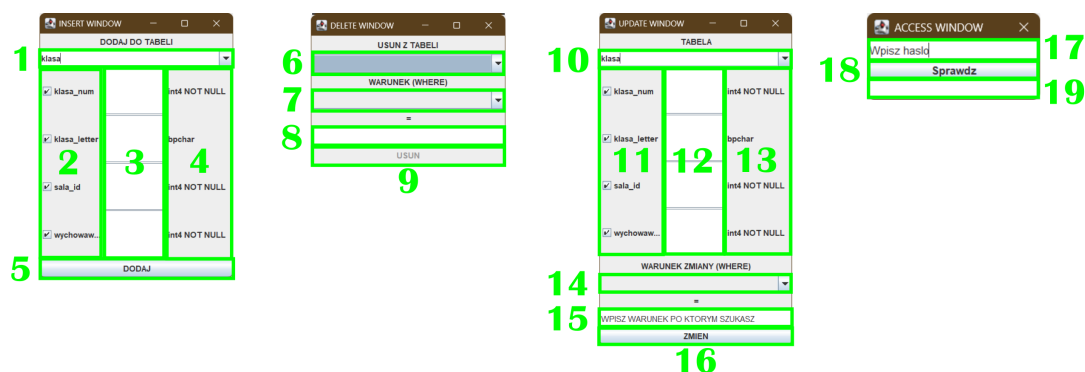 INSERT WINDOW
DODAJ DO TABELI
1
klasa
klasa_num
int4 NOT NULL
klasa_letter
bpchar
2
3
4
sala_id
int4 NOT NULL
wychowaw...
int4 NOT NULL
5
DODAJ
DELETE WINDOW
USUN Z TABELI
6
WARUNEK (WHERE)
7
=
8
USUN
9
UPDATE WINDOW
TABELA
10
klasa
klasa_num
int4 NOT NULL
klasa_letter
bpchar
11
12
13
sala_id
int4 NOT NULL
wychowaw...
int4 NOT NULL
WARUNEK ZMIANY (WHERE)
14
=
15
WPISZ WARUNEK PO KTORYM SZUKASZ
ZMIEN
16
ACCESS WINDOW
Wpisz haslo
17
18
Sprawdz
19